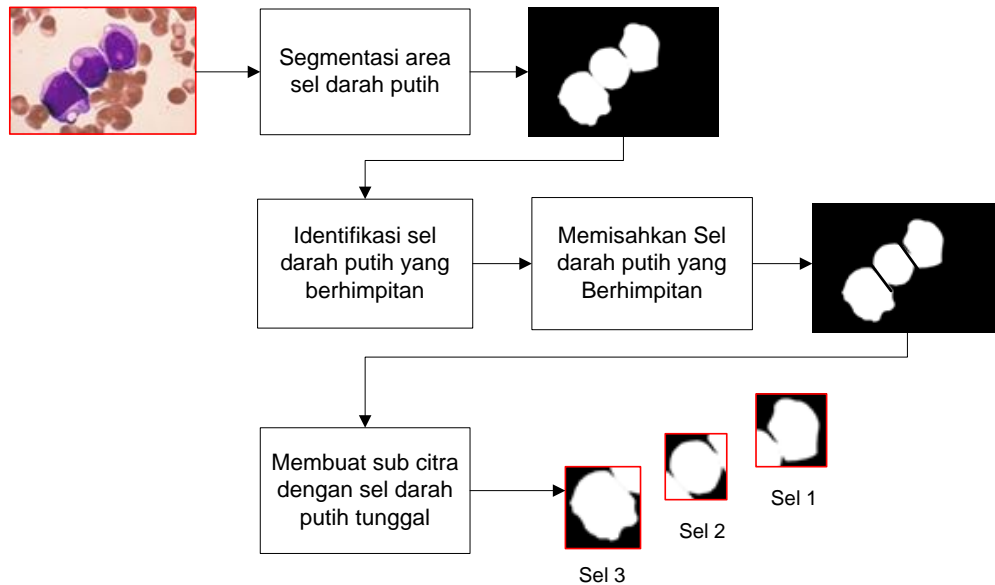 Segmentasi area
sel darah putih
Identifikasi sel
darah putih yang
berhimpitan
Memisahkan Sel
darah putih yang
Berhimpitan
Membuat sub citra
dengan sel darah
putih tunggal
Sel 1
Sel 2
Sel 3